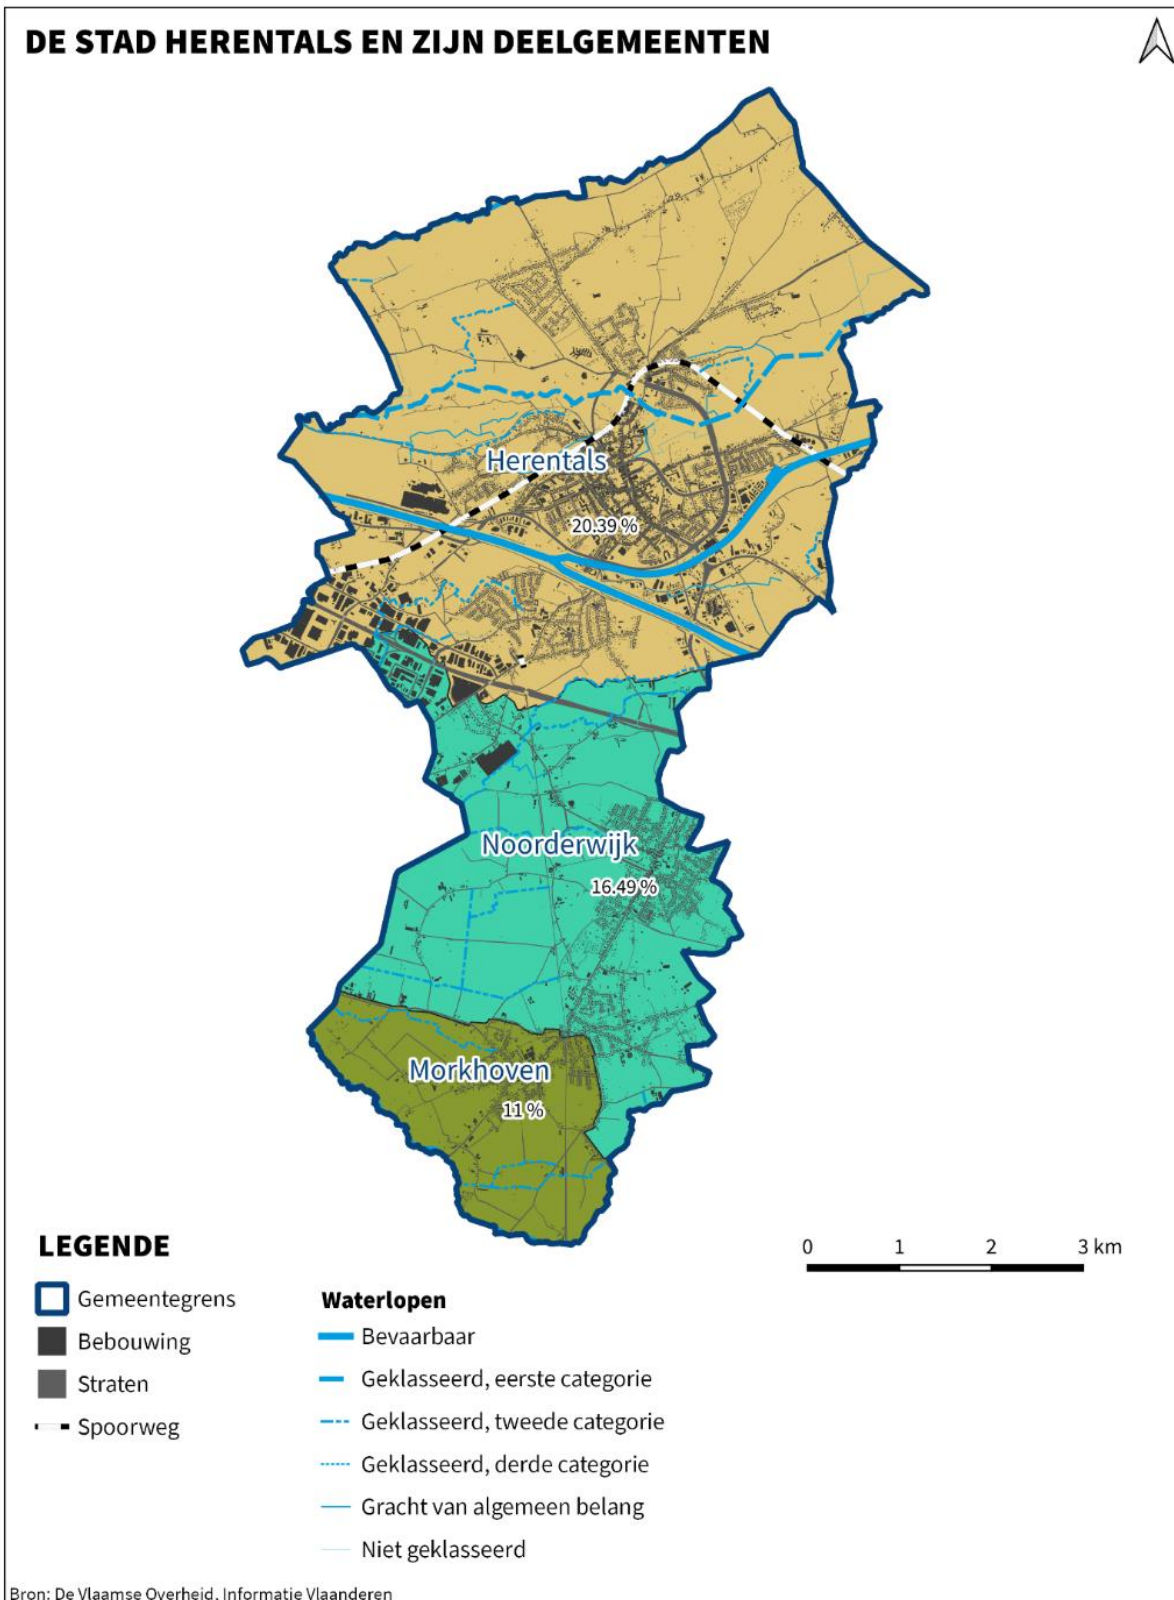 DE STAD HERENTALS EN ZIJN DEELGEMEENTEN
Herentals
20.39 %
Noorderwijk
16.49 %
Morkhoven
11 %
LEGENDE
Gemeentegrens
Bebouwing
Straten
Spoorweg
Waterlopen
Bevaarbaar
Geklasseerd, eerste categorie
Geklasseerd, tweede categorie
Geklasseerd, derde categorie
Gracht van algemeen belang
Niet geklasseerd
0 1 2 3 km
Bron: De Vlaamse Overheid, Informatie Vlaanderen